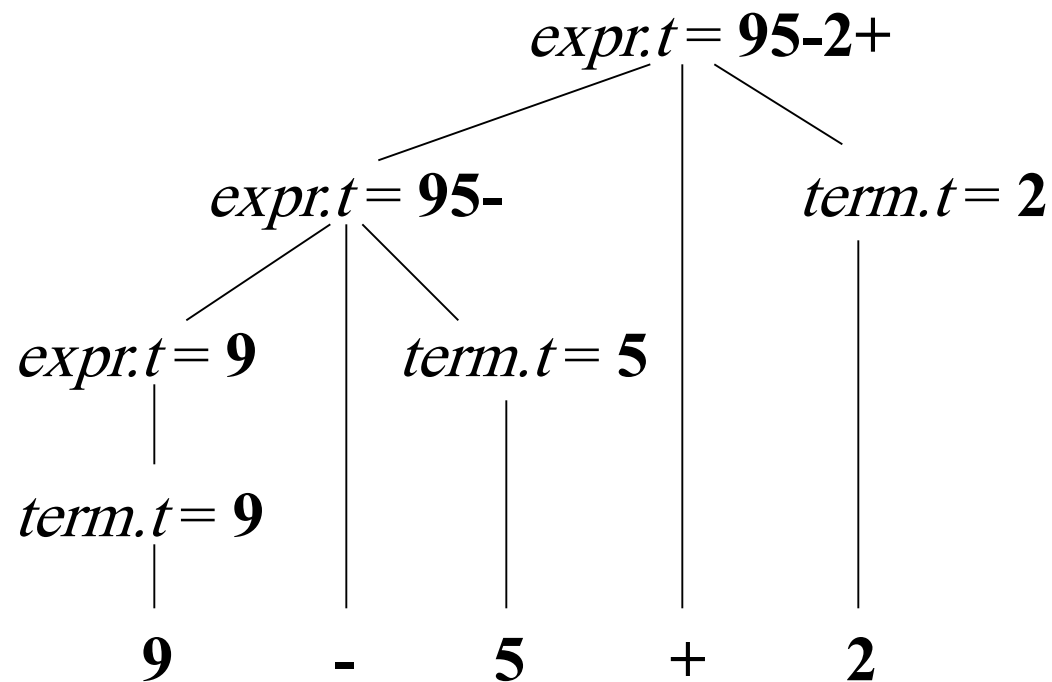 expr.t = 95-2+
expr.t = 95- term.t = 2
expr.t = 9 term.t = 5
term.t = 9
9 - 5 + 2